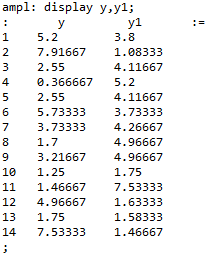 ampl: display y,y1;
: y y1 :=
1 5.2 3.8
2 7.91667 1.08333
3 2.55 4.11667
4 0.366667 5.2
5 2.55 4.11667
6 5.73333 3.73333
7 3.73333 4.26667
8 1.7 4.96667
9 3.21667 4.96667
10 1.25 1.75
11 1.46667 7.53333
12 4.96667 1.63333
13 1.75 1.58333
14 7.53333 1.46667
;